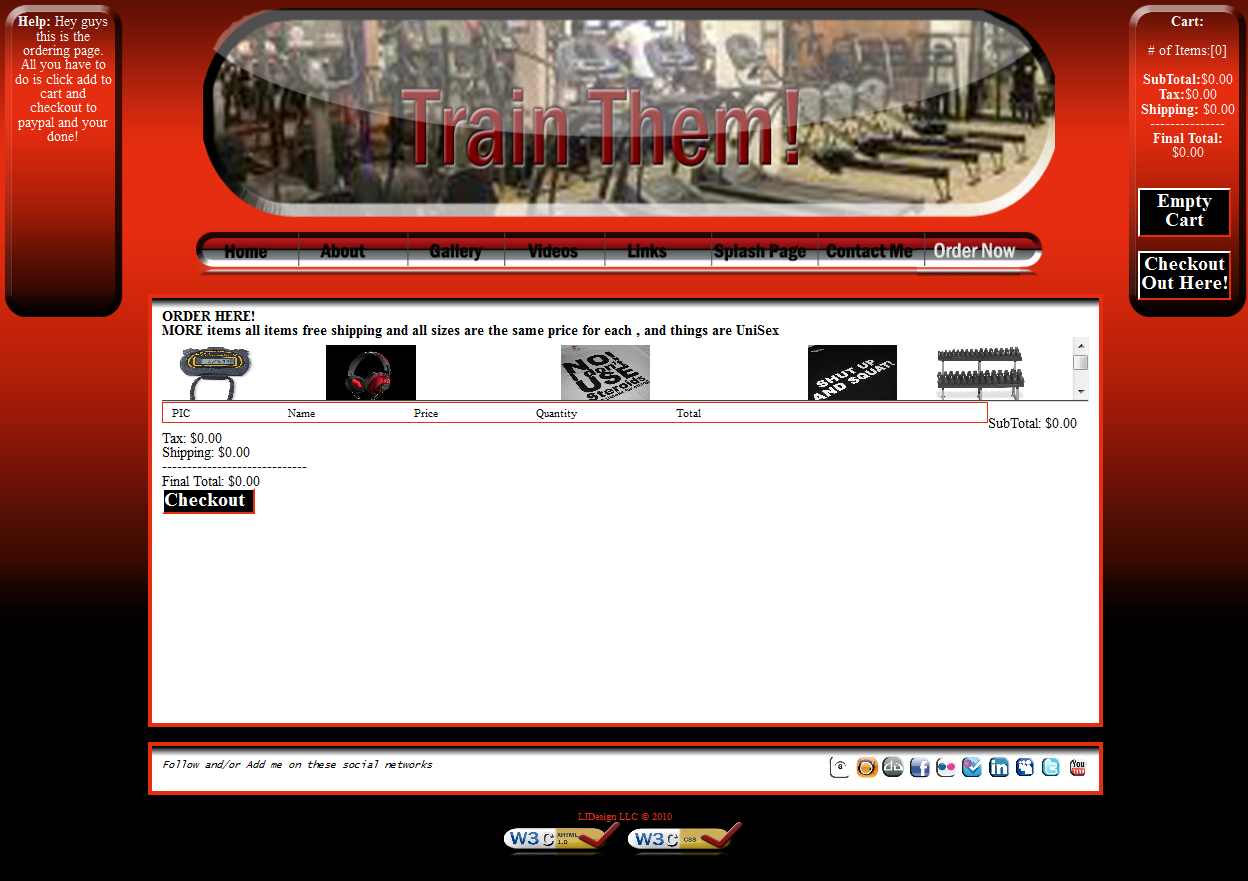 Help: Hey guys
this is the
ordering page.
All you have to
do is click add to
cart and
checkout to
paypal and your
done!
Train Them!
Cart:
# of Items:[0]
SubTotal:$0.00
Tax:$0.00
Shipping: $0.00
----------------
Final Total:
$0.00
Empty
Cart
Checkout
Out Here!
Home About Gallery Videos Links Splash Page Contact Me Order Now
ORDER HERE!
MORE items all items free shipping and all sizes are the same price for each , and things are UniSex
NO!
Dont
USE
steroids
SHUT UP
AND SQUAT!
PIC Name Price Quantity Total
SubTotal: $0.00
Tax: $0.00
Shipping: $0.00
-----------------------------
Final Total: $0.00
Checkout
Follow and/or Add me on these social networks
da f in t You
LJDesign LLC © 2010
W3C XHTML 1.0 W3C CSS